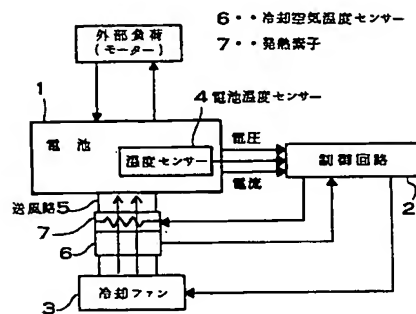 外部負荷
(モーター)
6・・冷却空気温度センサー
7・・発熱素子
1
4電池温度センサー
電池
温度センサー
電圧
電流
制御回路
2
送風路5
7
6
冷却ファン
3